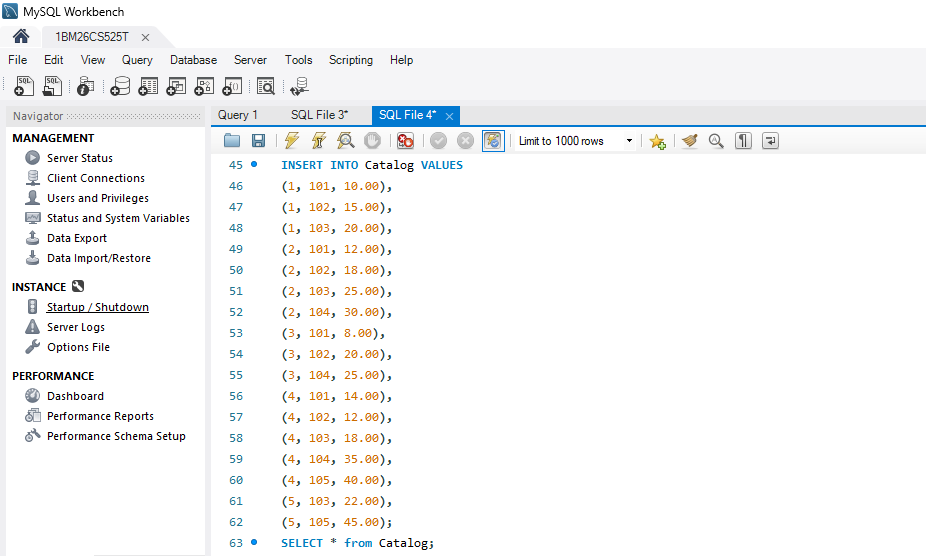 MySQL Workbench
1BM26CS525T
File Edit View Query Database Server Tools Scripting Help
Navigator
Query 1 SQL File 3* SQL File 4*
MANAGEMENT
Server Status
Client Connections
Users and Privileges
Status and System Variables
Data Export
Data Import/Restore
INSTANCE
Startup / Shutdown
Server Logs
Options File
PERFORMANCE
Dashboard
Performance Reports
Performance Schema Setup
Limit to 1000 rows
45 INSERT INTO Catalog VALUES
46 (1, 101, 10.00),
47 (1, 102, 15.00),
48 (1, 103, 20.00),
49 (2, 101, 12.00),
50 (2, 102, 18.00),
51 (2, 103, 25.00),
52 (2, 104, 30.00),
53 (3, 101, 8.00),
54 (3, 102, 20.00),
55 (3, 104, 25.00),
56 (4, 101, 14.00),
57 (4, 102, 12.00),
58 (4, 103, 18.00),
59 (4, 104, 35.00),
60 (4, 105, 40.00),
61 (5, 103, 22.00),
62 (5, 105, 45.00);
63 SELECT * from Catalog;